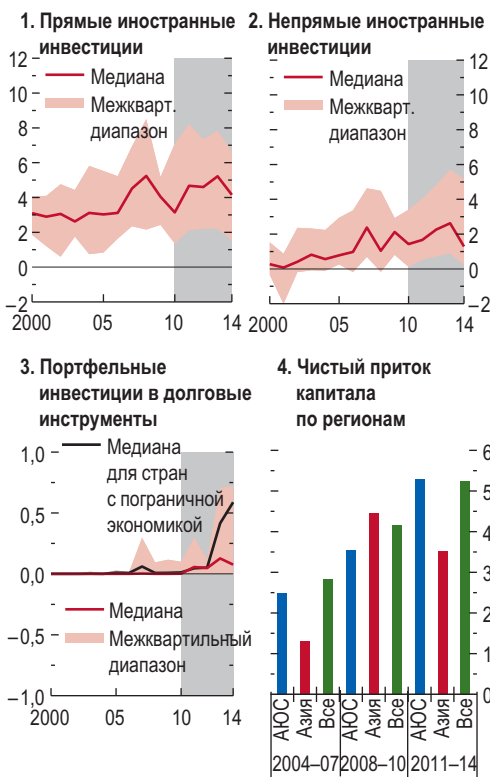 1. Прямые иностранные
инвестиции
12
10
8
6
4
2
0
–2
Медиана
Межкварт.
диапазон
2000 05 10 14
2. Непрямые иностранные
инвестиции
12
10
8
6
4
2
0
–2
Медиана
Межкварт.
диапазон
2000 05 10 14
3. Портфельные
инвестиции в долговые
инструменты
1,0
0,5
0,0
–0,5
–1,0
Медиана
для стран
с пограничной
экономикой
Медиана
Межквартильный
диапазон
2000 05 10 14
4. Чистый приток
капитала
по регионам
6
5
4
3
2
1
0
АЮС Азия Все АЮС Азия Все АЮС Азия Все
2004–07 2008–10 2011–14